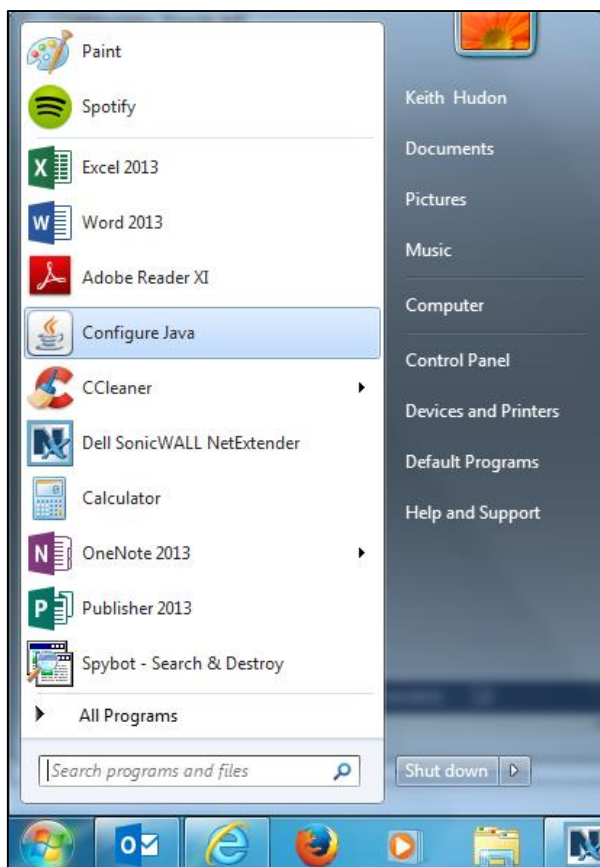 Paint
Spotify
Excel 2013
Word 2013
Adobe Reader XI
Configure Java
CCleaner
Dell SonicWALL NetExtender
Calculator
OneNote 2013
Publisher 2013
Spybot - Search & Destroy
All Programs
Search programs and files
Keith Hudon
Documents
Pictures
Music
Computer
Control Panel
Devices and Printers
Default Programs
Help and Support
Shut down